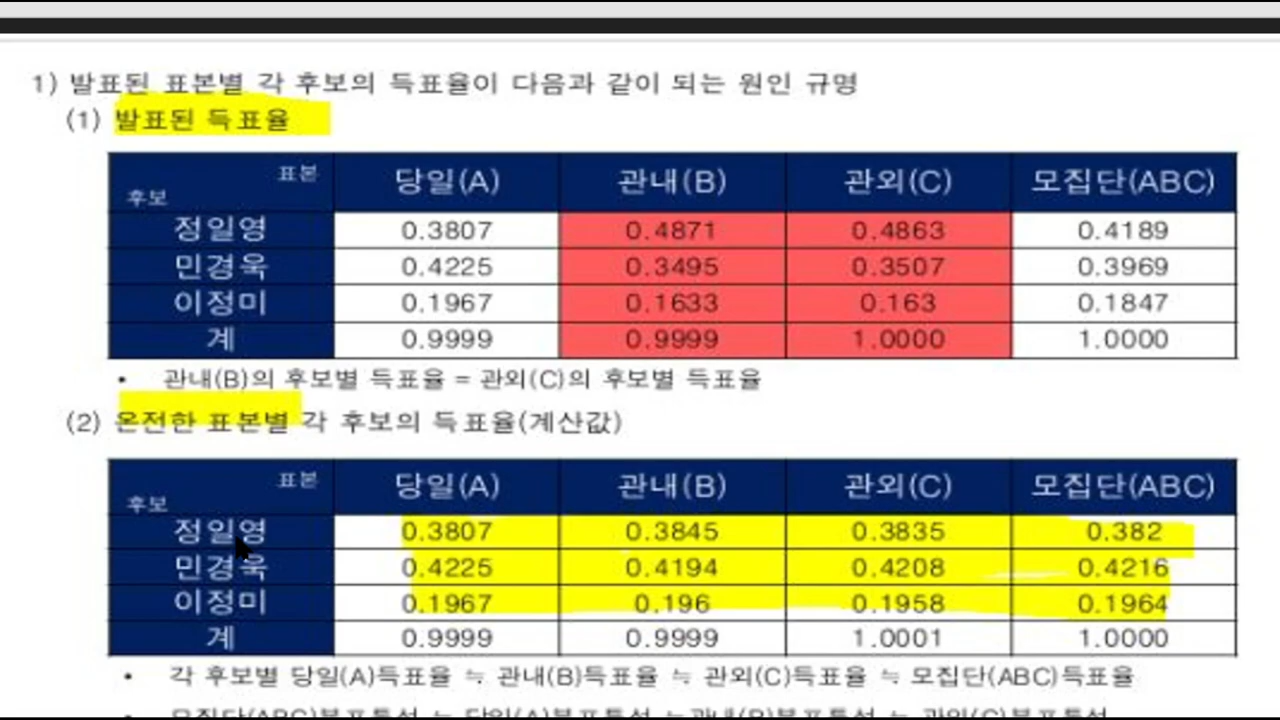 1) 발표된 표본별 각 후보의 득표율이 다음과 같이 되는 원인 규명
(1) 발표된 득표율
표본 후보 당일(A) 관내(B) 관외(C) 모집단(ABC)
정일영 0.3807 0.4871 0.4863 0.4189
민경욱 0.4225 0.3495 0.3507 0.3969
이정미 0.1967 0.1633 0.163 0.1847
계 0.9999 0.9999 1.0000 1.0000
• 관내(B)의 후보별 득표율 = 관외(C)의 후보별 득표율
(2) 온전한 표본별 각 후보의 득표율(계산값)
표본 후보 당일(A) 관내(B) 관외(C) 모집단(ABC)
정일영 0.3807 0.3845 0.3835 0.382
민경욱 0.4225 0.4194 0.4208 0.4216
이정미 0.1967 0.196 0.1958 0.1964
계 0.9999 0.9999 1.0001 1.0000
• 각 후보별 당일(A)득표율 ≒ 관내(B)득표율 ≒ 관외(C)득표율 ≒ 모집단(ABC)득표율